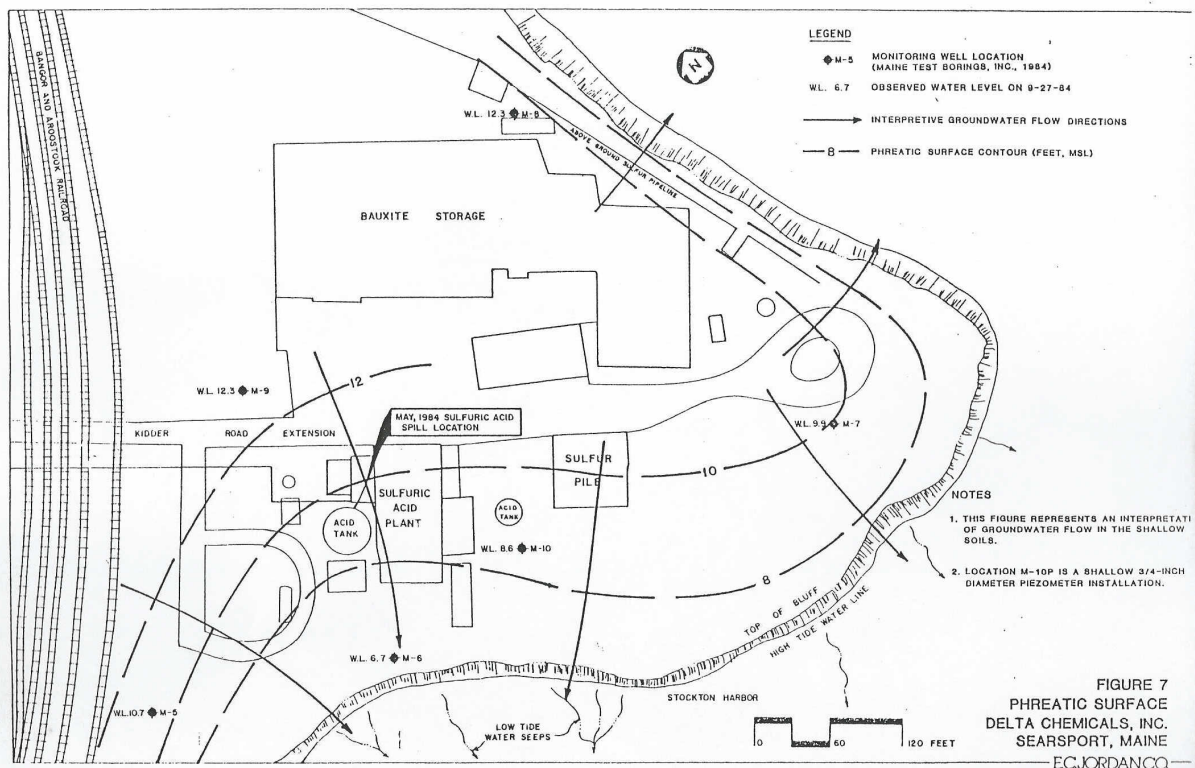 LEGEND
M-5 MONITORING WELL LOCATION
(MAINE TEST BORINGS, INC., 1984)
W.L. 6.7 OBSERVED WATER LEVEL ON 9-27-84
INTERPRETIVE GROUNDWATER FLOW DIRECTIONS
8 PHREATIC SURFACE CONTOUR (FEET, MSL)
N
BANGOR AND AROOSTOOK RAILROAD
W.L. 12.3 M-8
ABOVE GROUND SULFUR PIPELINE
BAUXITE STORAGE
W.L. 12.3 M-9
12
MAY, 1984 SULFURIC ACID
SPILL LOCATION
KIDDER ROAD EXTENSION
W.L. 9.9 M-7
SULFUR
PILE
10
SULFURIC
ACID
PLANT
ACID
TANK
ACID
TANK
W.L. 8.6 M-10
8
W.L. 6.7 M-6
W.L. 10.7 M-5
TOP OF BLUFF
HIGH TIDE WATER LINE
STOCKTON HARBOR
LOW TIDE
WATER SEEPS
0 60 120 FEET
NOTES
1. THIS FIGURE REPRESENTS AN INTERPRETATI
OF GROUNDWATER FLOW IN THE SHALLOW
SOILS.
2. LOCATION M-10P IS A SHALLOW 3/4-INCH
DIAMETER PIEZOMETER INSTALLATION.
FIGURE 7
PHREATIC SURFACE
DELTA CHEMICALS, INC.
SEARSPORT, MAINE
E.C.JORDAN CO.